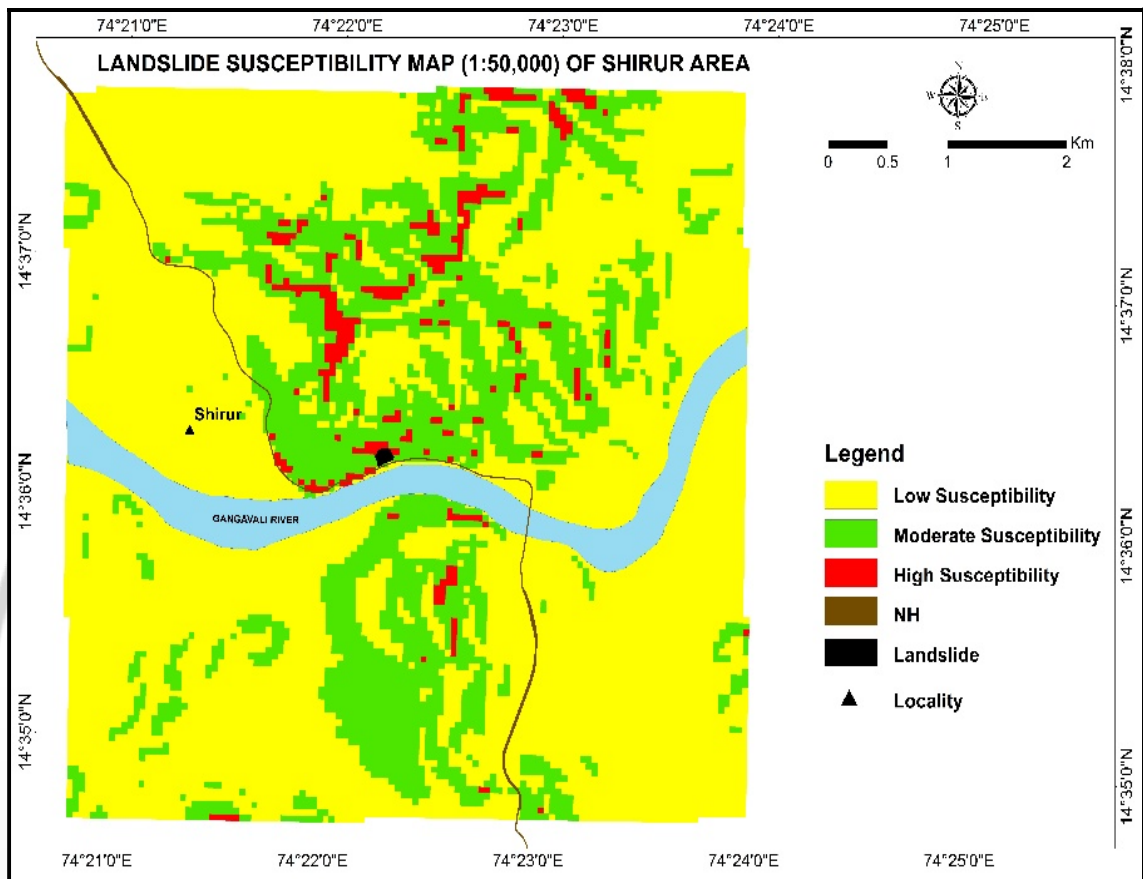 74°21'0"E 74°22'0"E 74°23'0"E 74°24'0"E 74°25'0"E
LANDSLIDE SUSCEPTIBILITY MAP (1:50,000) OF SHIRUR AREA
14°38'0"N
N
W E
S
Km
0 0.5 1 2
14°37'0"N
14°37'0"N
Shirur
14°36'0"N
GANGAVALI RIVER
14°36'0"N
Legend
Low Susceptibility
Moderate Susceptibility
High Susceptibility
NH
Landslide
Locality
14°35'0"N
14°35'0"N
74°21'0"E 74°22'0"E 74°23'0"E 74°24'0"E 74°25'0"E